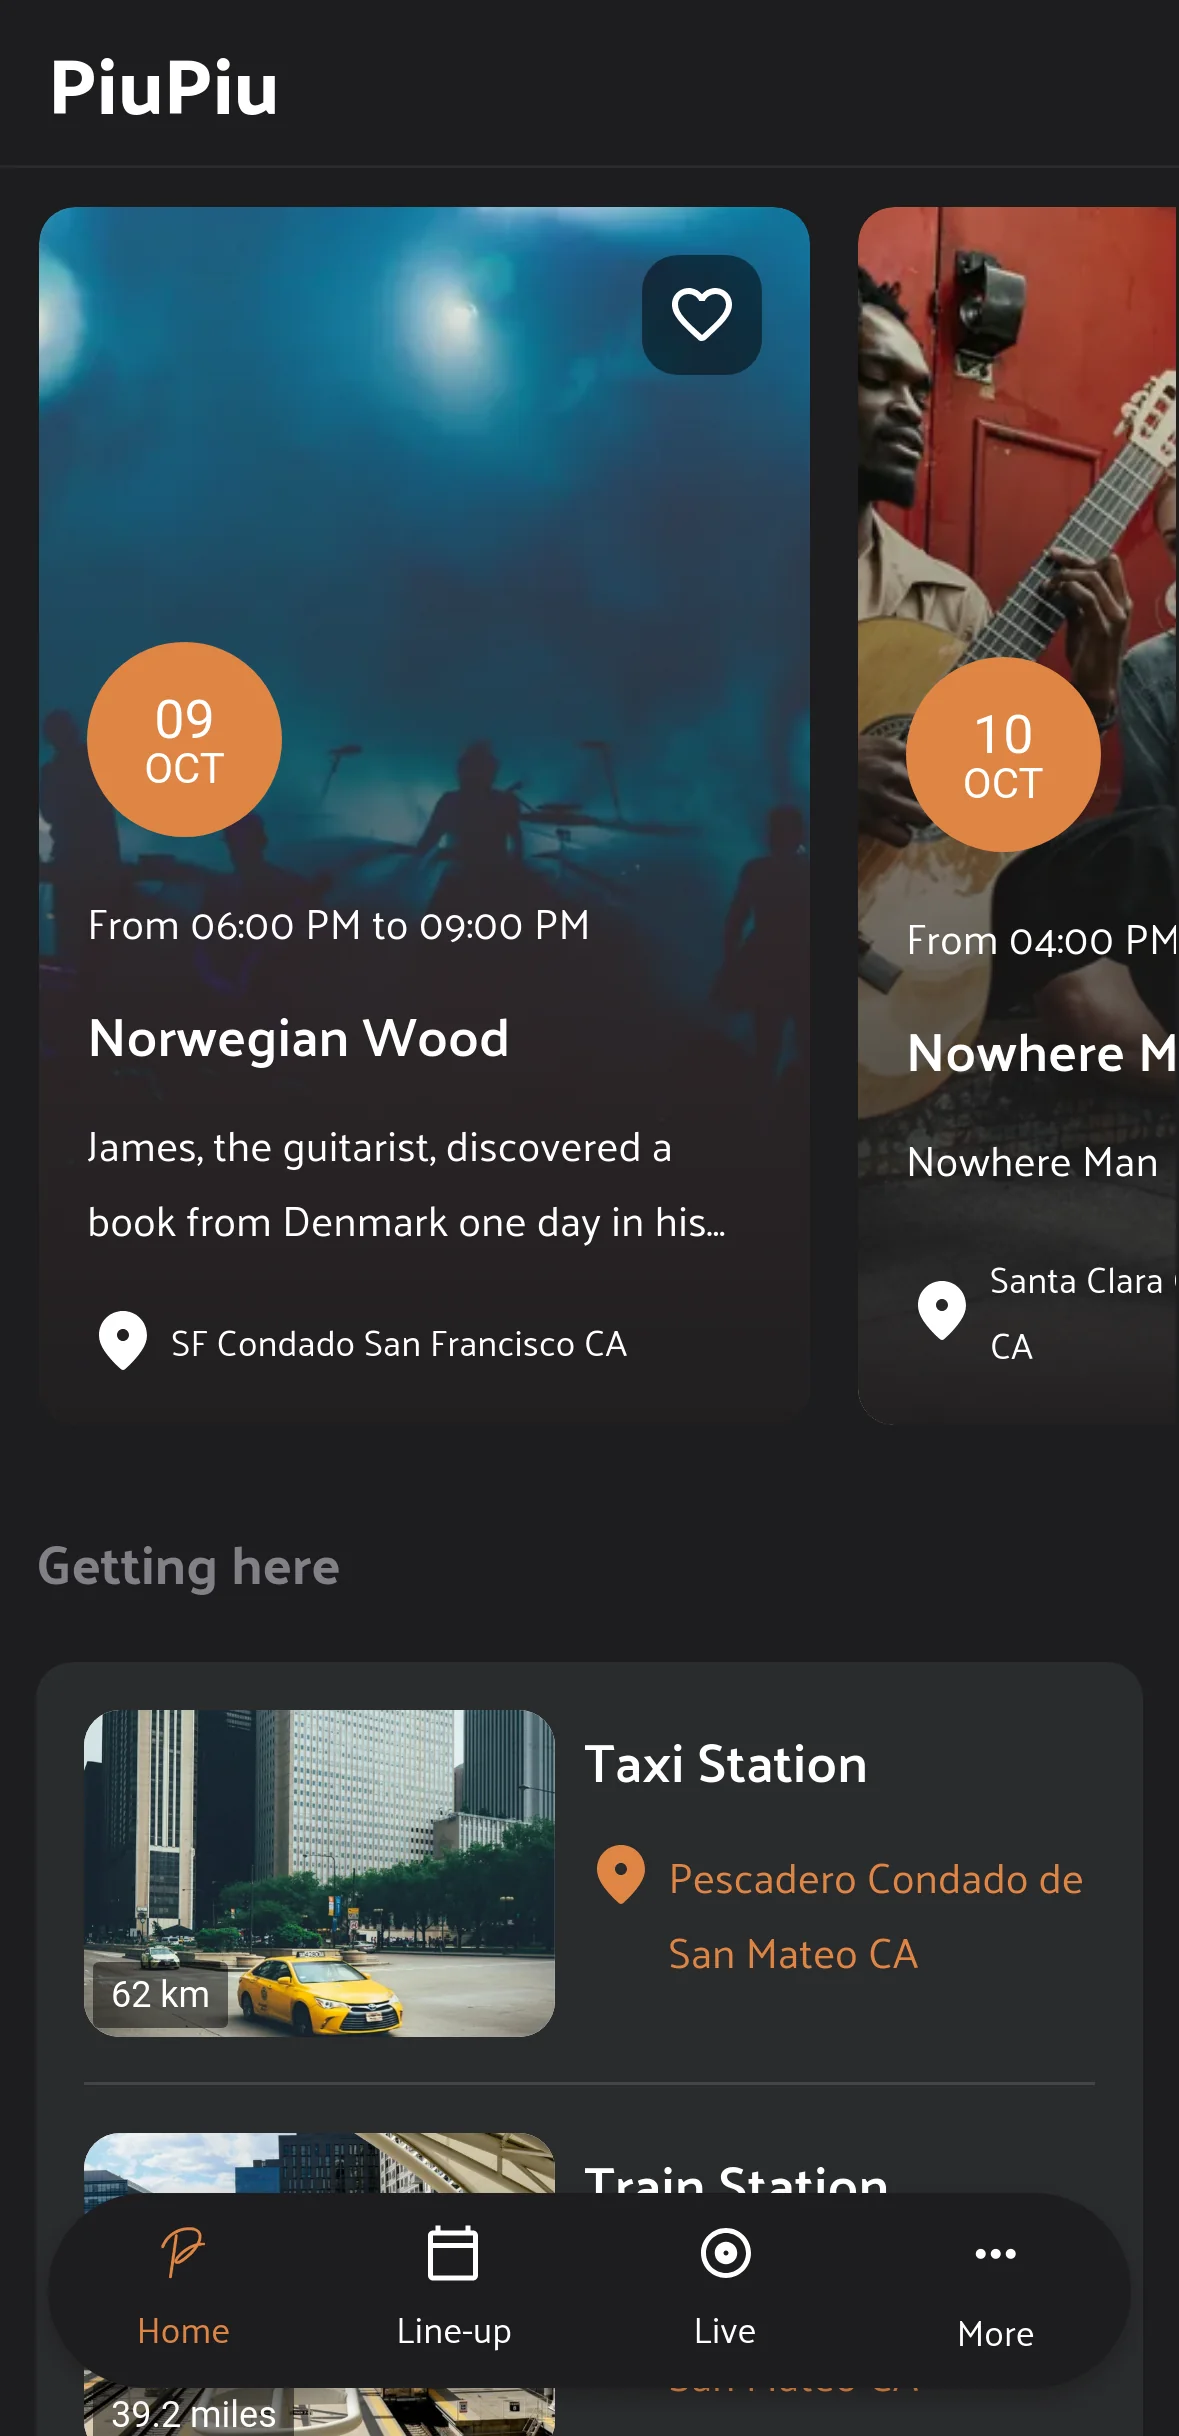 PiuPiu
09
OCT
From 06:00 PM to 09:00 PM
Norwegian Wood
James, the guitarist, discovered a
book from Denmark one day in his...
SF Condado San Francisco CA
10
OCT
From 04:00 PM
Nowhere M
Nowhere Man
Santa Clara
CA
Getting here
Taxi Station
Pescadero Condado de
San Mateo CA
62 km
Train Station
San Mateo CA
39.2 miles
Home
Line-up
Live
More